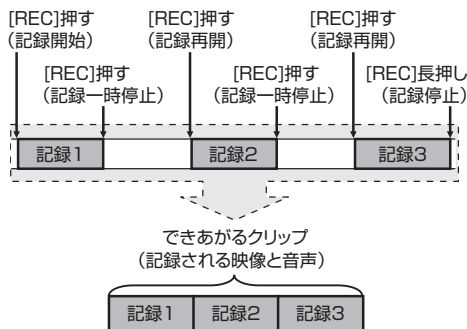 [REC]押す
(記録開始)
[REC]押す
(記録再開)
[REC]押す
(記録再開)
[REC]押す
(記録一時停止)
[REC]押す
(記録一時停止)
[REC]長押し
(記録停止)
記録1
記録2
記録3
できあがるクリップ
(記録される映像と音声)
記録1
記録2
記録3